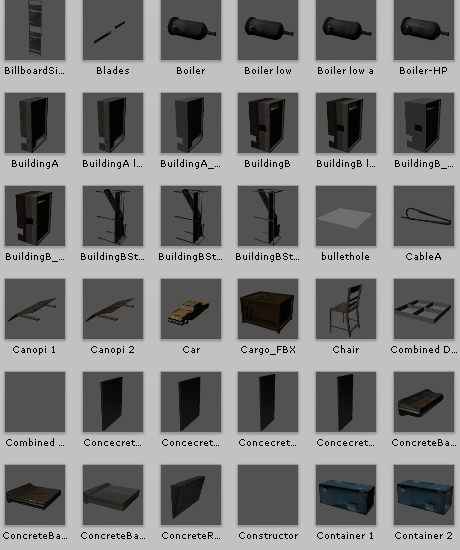 BillboardSi... Blades Boiler Boiler low Boiler low a Boiler-HP
BuildingA BuildingA l... BuildingA_... BuildingB BuildingB l... BuildingB_...
BuildingB_... BuildingBSt... BuildingBSt... BuildingBSt... bullethole CableA
Canopi 1 Canopi 2 Car Cargo_FBX Chair Combined D...
Combined ... Concecret... Concecret... Concecret... Concecret... ConcreteBa...
ConcreteBa... ConcreteBa... ConcreteR... Constructor Container 1 Container 2